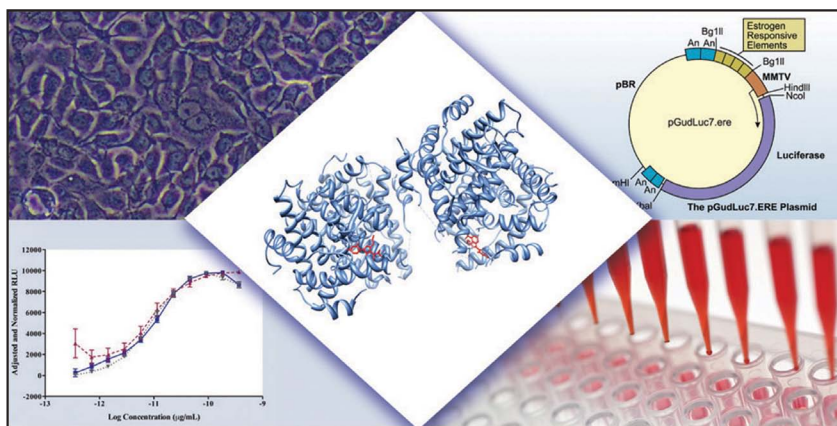 An An
Bg1II
Estrogen
Responsive
Elements
Bg1II
MMTV
HindIII
NcoI
pBR
pGudLuc7.ere
Luciferase
mHI An
An
baI
The pGudLuc7.ERE Plasmid
Adjusted and Normalized RLU
12000
10000
8000
6000
4000
2000
0
-2000
-13
-12
-11
-10
-9
Log Concentration (μg/mL)